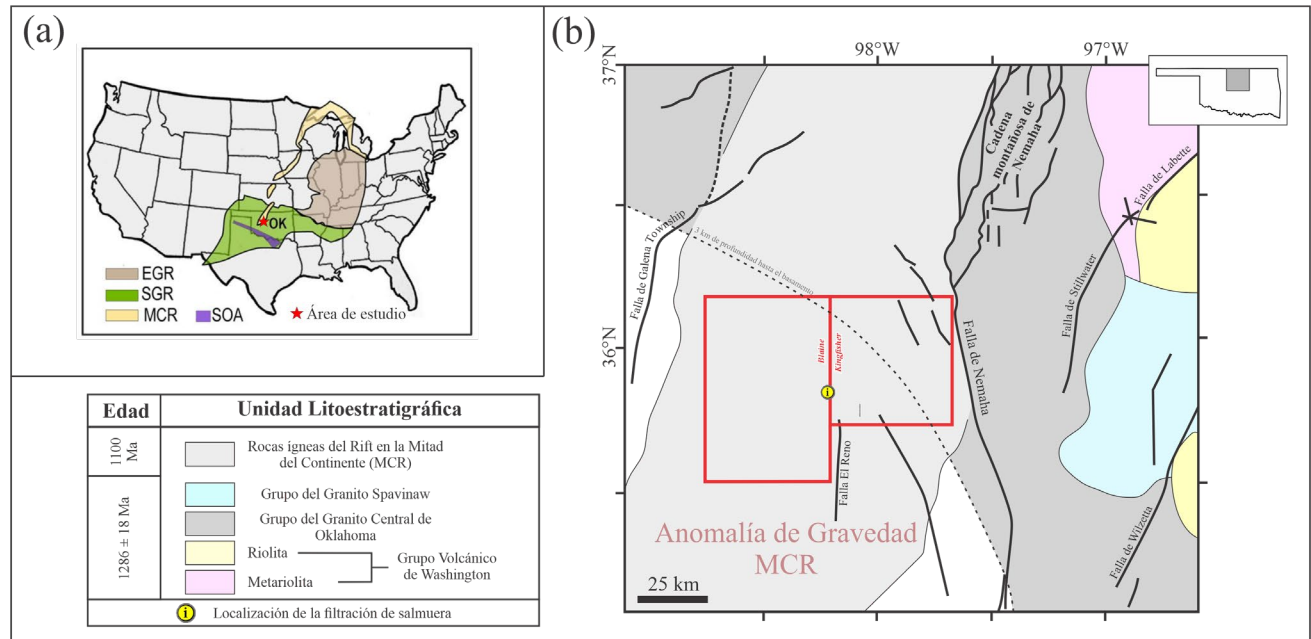 (a)
OK
EGR
SGR
MCR
SOA
Área de estudio
Edad
Unidad Litoestratigráfica
1100
Ma
Rocas ígneas del Rift en la Mitad
del Continente (MCR)
1286 ± 18 Ma
Grupo del Granito Spavinaw
Grupo del Granito Central de
Oklahoma
Riolita
Metariolita
Grupo Volcánico
de Washington
i
Localización de la filtración de salmuera
(b)
98°W
97°W
37°N
36°N
Cadena
montañosa de
Nemaha
Falla de Labette
Falla de Galena Township
3 km de profundidad hasta el basamento
Falla de Stillwater
Blaine
Kingfisher
i
Falla de Nemaha
Falla El Reno
Falla de Wilzetta
Anomalía de Gravedad
MCR
25 km